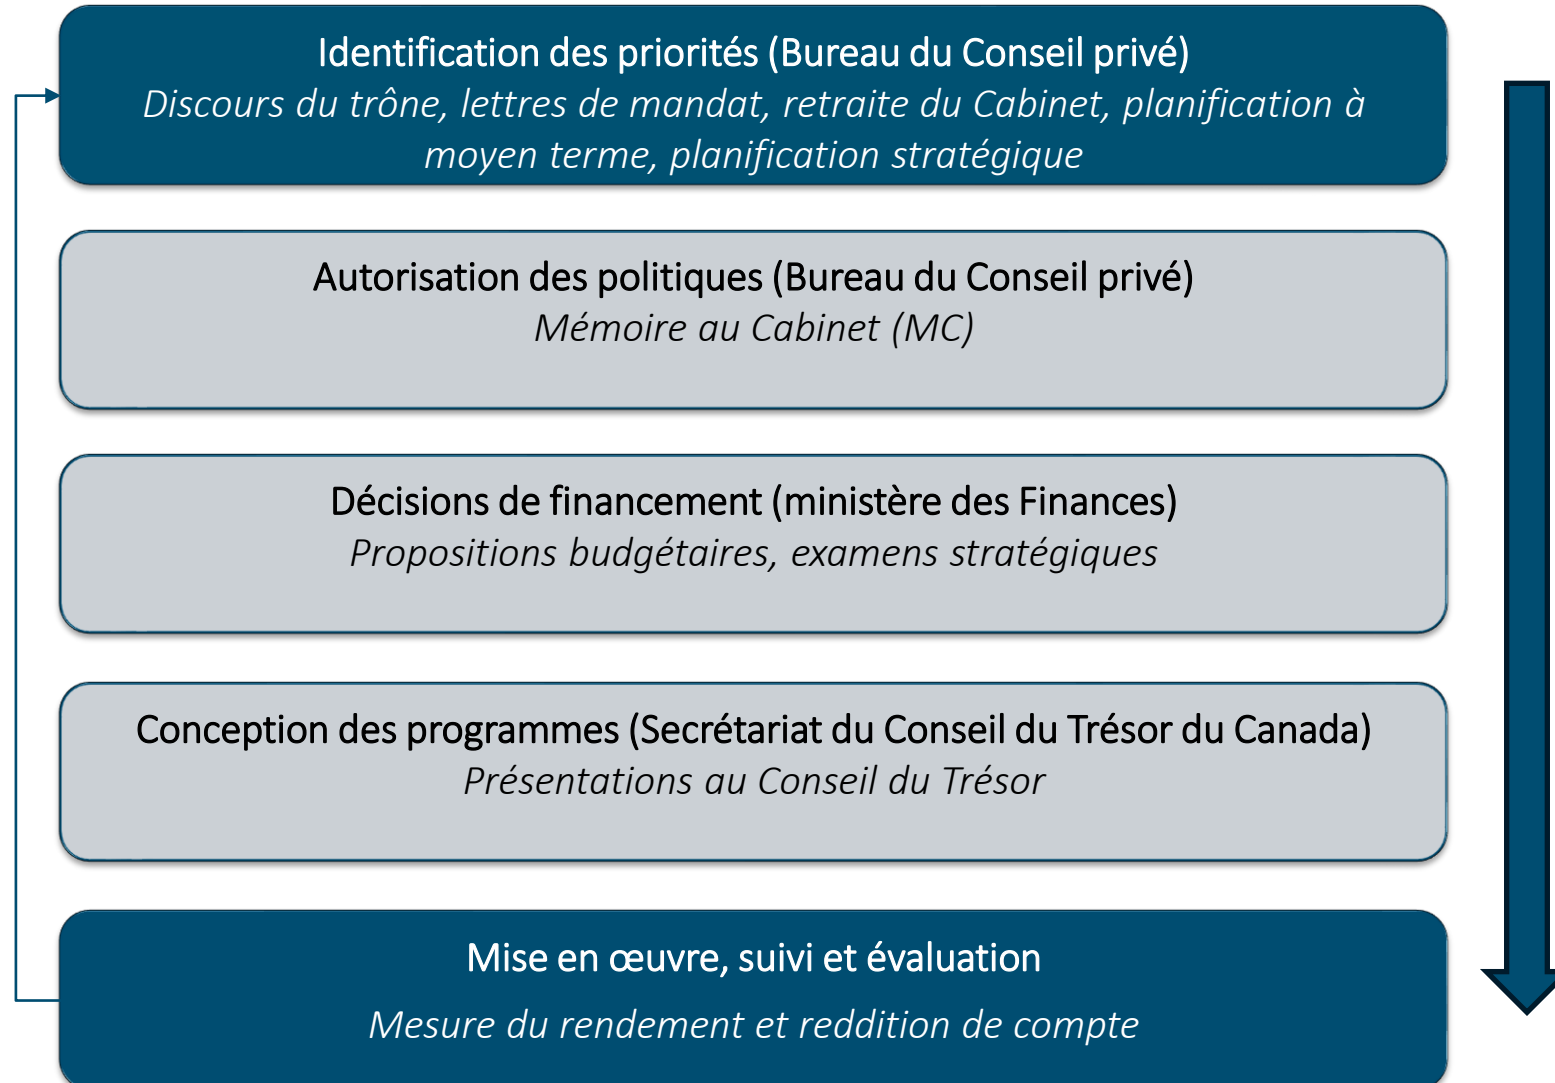 Identification des priorités (Bureau du Conseil privé)
Discours du trône, lettres de mandat, retraite du Cabinet, planification à
moyen terme, planification stratégique
Autorisation des politiques (Bureau du Conseil privé)
Mémoire au Cabinet (MC)
Décisions de financement (ministère des Finances)
Propositions budgétaires, examens stratégiques
Conception des programmes (Secrétariat du Conseil du Trésor du Canada)
Présentations au Conseil du Trésor
Mise en œuvre, suivi et évaluation
Mesure du rendement et reddition de compte